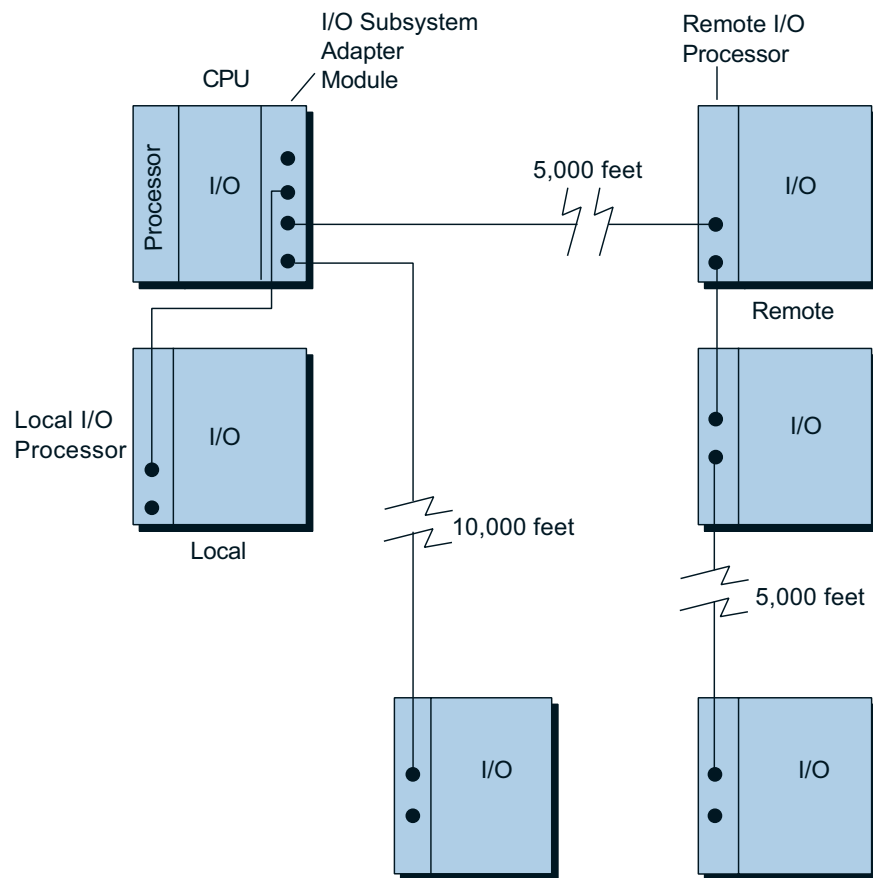 I/O Subsystem
Adapter
Module
Remote I/O
Processor
CPU
Processor
I/O
5,000 feet
I/O
Remote
Local I/O
Processor
I/O
I/O
Local
10,000 feet
5,000 feet
I/O
I/O